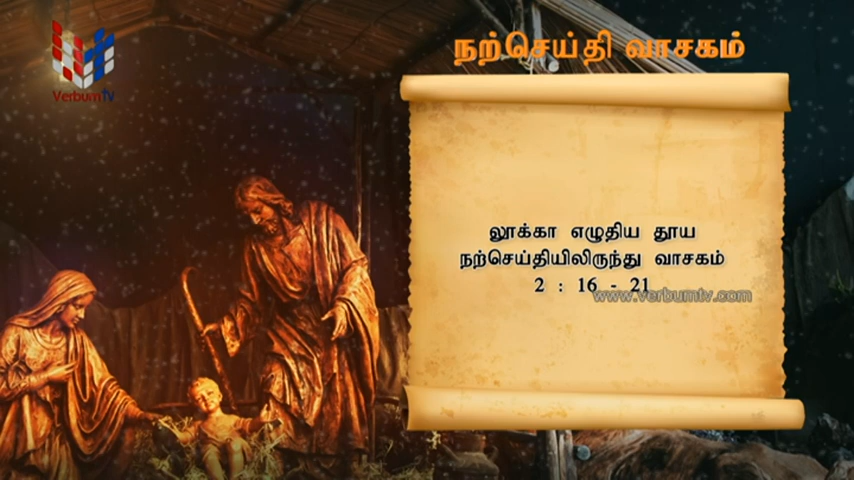 VerbumTV
நற்செய்தி வாசகம்
லூக்கா எழுதிய தூய
நற்செய்தியிலிருந்து வாசகம்
2 : 16 - 21
www.verbumtv.com